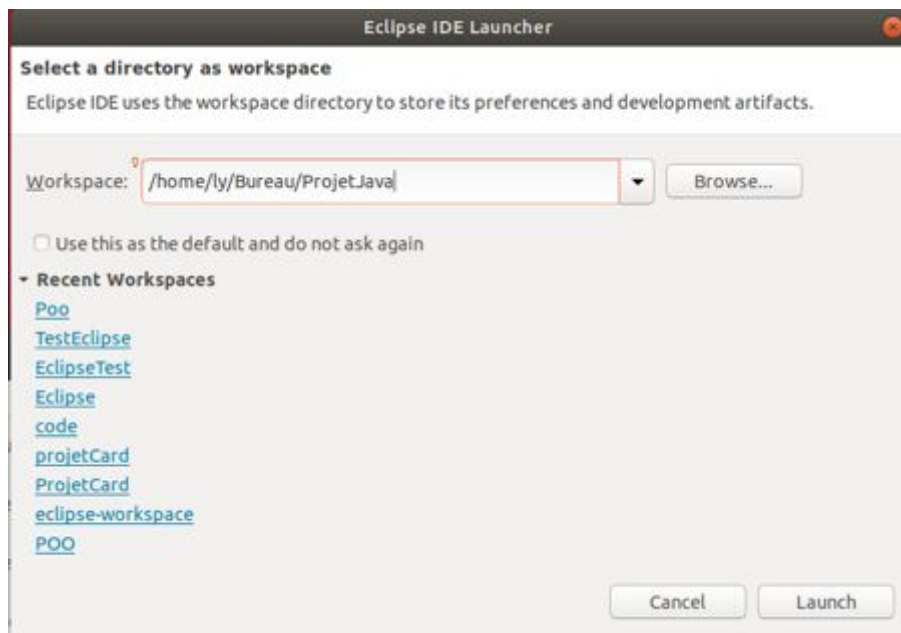 Eclipse IDE Launcher
Select a directory as workspace
Eclipse IDE uses the workspace directory to store its preferences and development artifacts.
Workspace: /home/ly/Bureau/ProjetJava Browse...
Use this as the default and do not ask again
Recent Workspaces
Poo
TestEclipse
EclipseTest
Eclipse
code
projetCard
ProjetCard
eclipse-workspace
POO
Cancel Launch